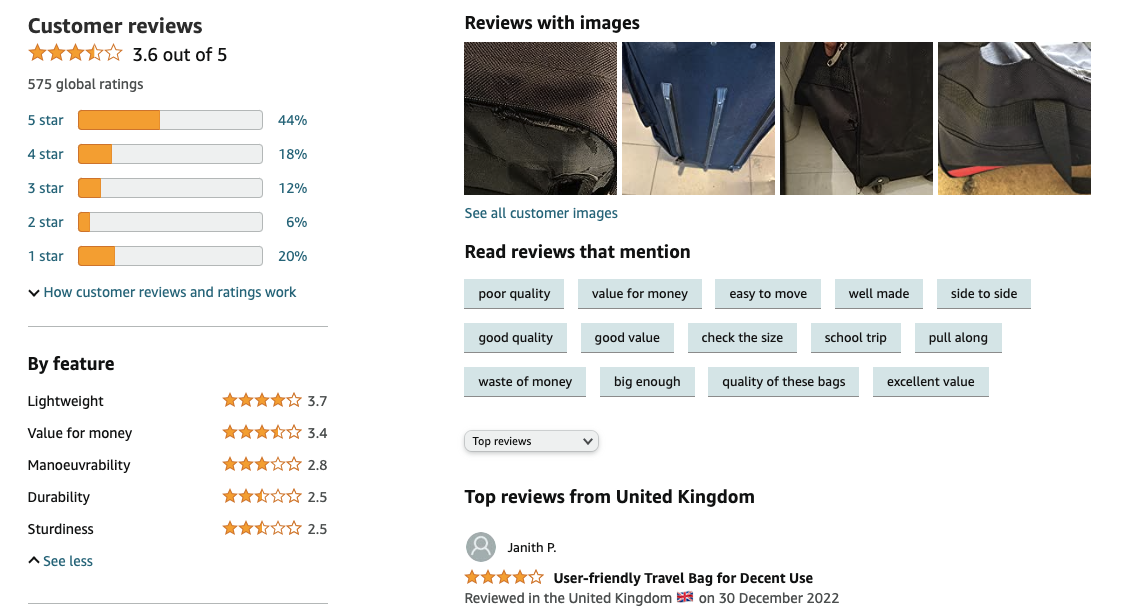 Customer reviews
3.6 out of 5
575 global ratings
5 star 44%
4 star 18%
3 star 12%
2 star 6%
1 star 20%
How customer reviews and ratings work
By feature
Lightweight 3.7
Value for money 3.4
Manoeuvrability 2.8
Durability 2.5
Sturdiness 2.5
See less
Reviews with images
See all customer images
Read reviews that mention
poor quality value for money easy to move well made side to side
good quality good value check the size school trip pull along
waste of money big enough quality of these bags excellent value
Top reviews
Top reviews from United Kingdom
Janith P.
User-friendly Travel Bag for Decent Use
Reviewed in the United Kingdom 🇬🇧 on 30 December 2022